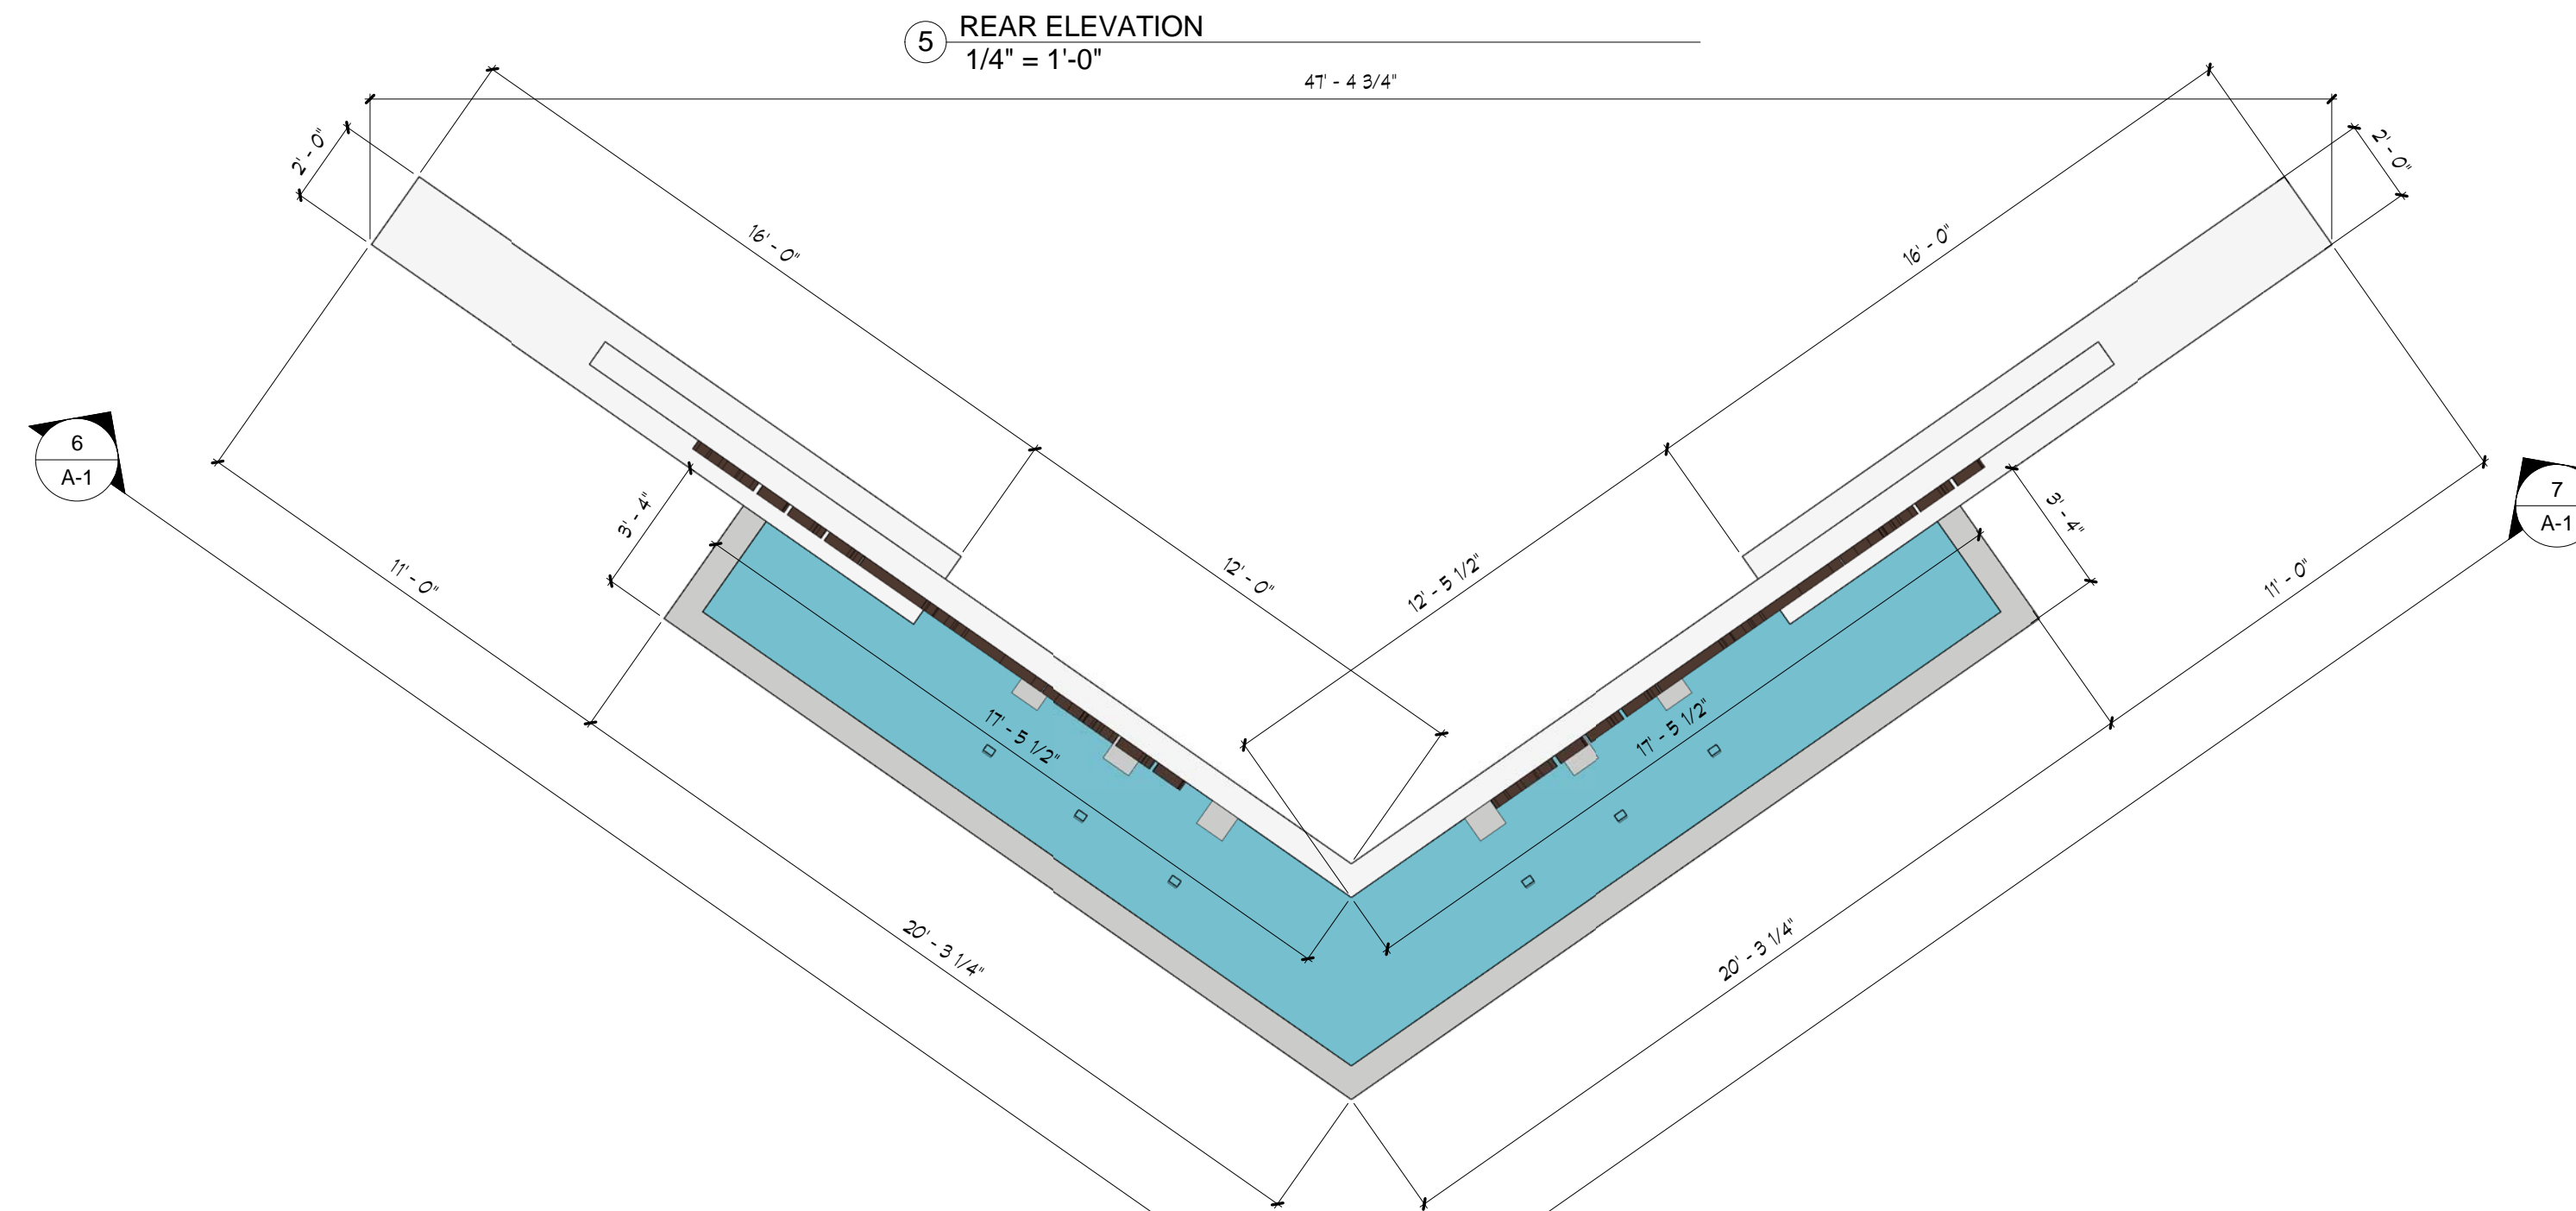 5
REAR ELEVATION
1/4" = 1'-0"
47' - 4 3/4"
2' - 0"
2' - 0"
16' - 0"
16' - 0"
6
A-1
7
A-1
3' - 4"
3' - 4"
11' - 0"
12' - 0"
12' - 5 1/2"
11' - 0"
17' - 5 1/2"
17' - 5 1/2"
20' - 3 1/4"
20' - 3 1/4"